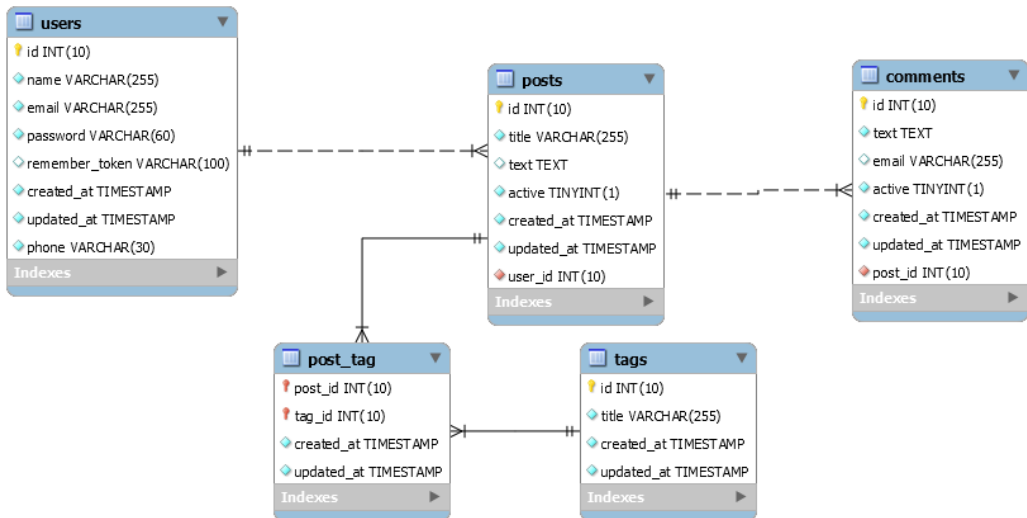 users
id INT(10)
name VARCHAR(255)
email VARCHAR(255)
password VARCHAR(60)
remember_token VARCHAR(100)
created_at TIMESTAMP
updated_at TIMESTAMP
phone VARCHAR(30)
Indexes
posts
id INT(10)
title VARCHAR(255)
text TEXT
active TINYINT(1)
created_at TIMESTAMP
updated_at TIMESTAMP
user_id INT(10)
Indexes
comments
id INT(10)
text TEXT
email VARCHAR(255)
active TINYINT(1)
created_at TIMESTAMP
updated_at TIMESTAMP
post_id INT(10)
Indexes
post_tag
post_id INT(10)
tag_id INT(10)
created_at TIMESTAMP
updated_at TIMESTAMP
Indexes
tags
id INT(10)
title VARCHAR(255)
created_at TIMESTAMP
updated_at TIMESTAMP
Indexes